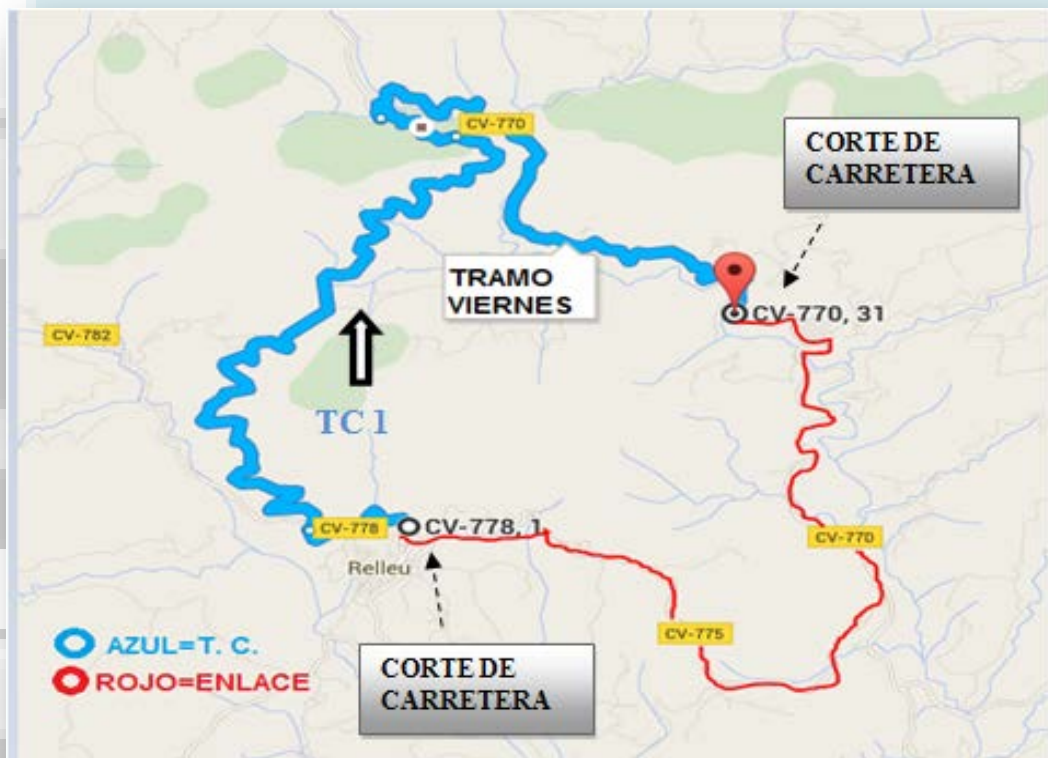 CV-770
CORTE DE
CARRETERA
TRAMO
VIERNES
CV-770, 31
CV-782
TC 1
CV-778
CV-778, 1
CV-770
Relleu
CV-775
AZUL=T. C.
ROJO=ENLACE
CORTE DE
CARRETERA